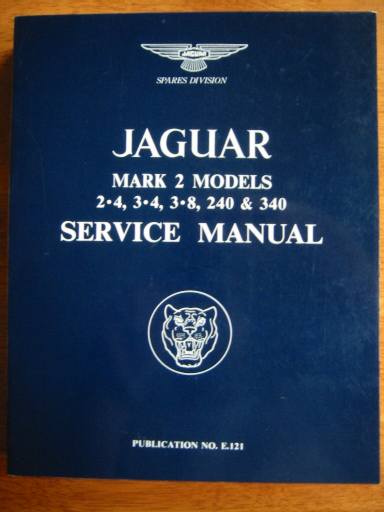 JAGUAR
SPARES DIVISION
JAGUAR
MARK 2 MODELS
2·4, 3·4, 3·8, 240 & 340
SERVICE MANUAL
PUBLICATION NO. E.121